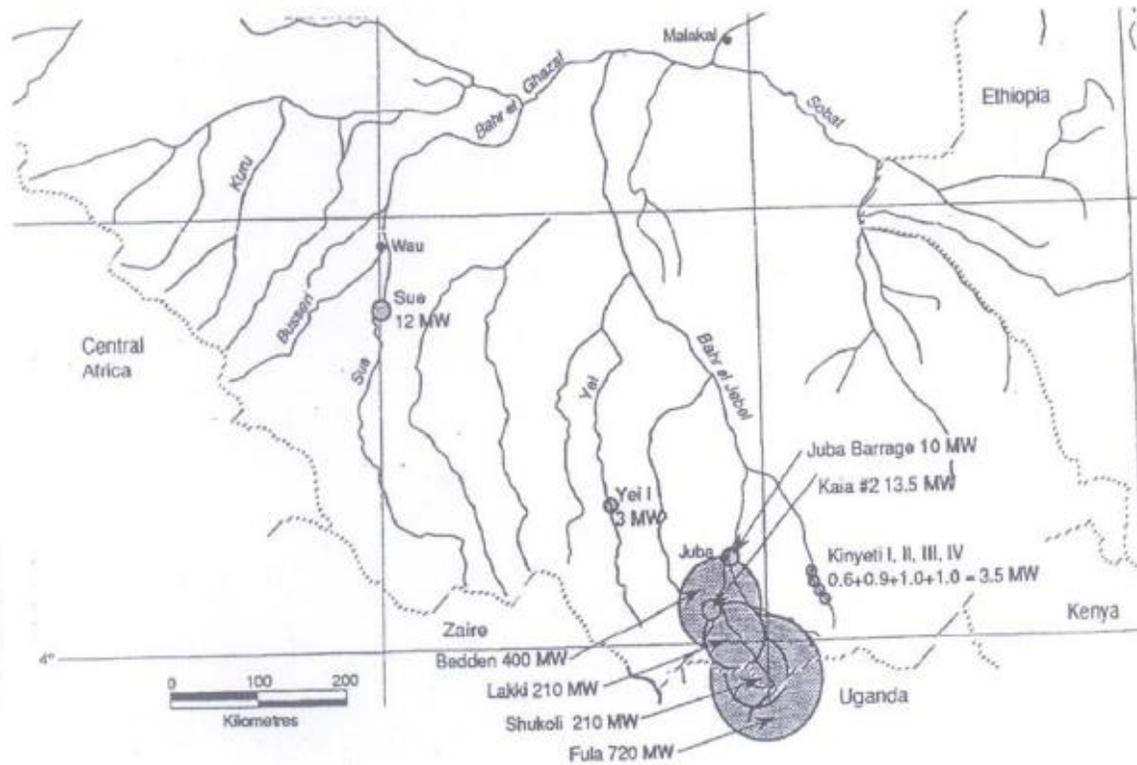 Malakal
Ethiopia
Bahr el Ghazal
Sobat
Kuru
Wau
Bussen
Sue
12 MW
Central
Africa
Sue
Yei
Bahr el Jebel
Juba Barrage 10 MW
Kaia #2 13.5 MW
Yei I
3 MW
Juba
Kinyeti I, II, III, IV
0.6+0.9+1.0+1.0 = 3.5 MW
Kenya
Zaire
4°
Bedden 400 MW
Lakki 210 MW
Uganda
0 100 200
Kilometres
Shukoli 210 MW
Fula 720 MW